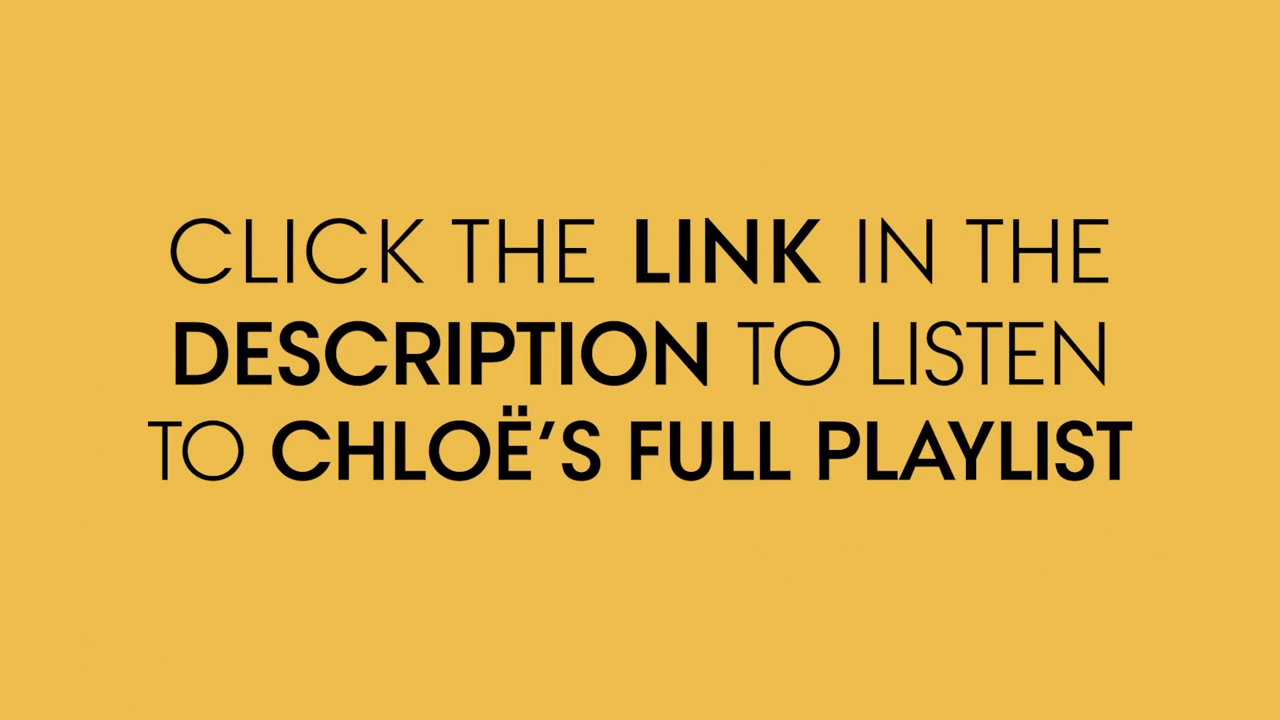 CLICK THE LINK IN THE
DESCRIPTION TO LISTEN
TO CHLOË’S FULL PLAYLIST